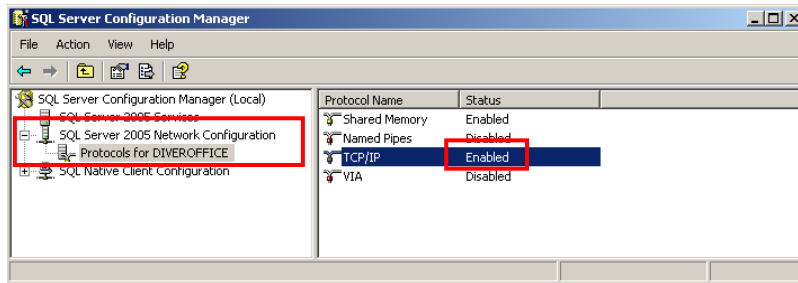 SQL Server Configuration Manager
File Action View Help
SQL Server Configuration Manager (Local)
SQL Server 2005 Services
SQL Server 2005 Network Configuration
Protocols for DIVEROFFICE
SQL Native Client Configuration
Protocol Name Status
Shared Memory Enabled
Named Pipes Disabled
TCP/IP Enabled
VIA Disabled